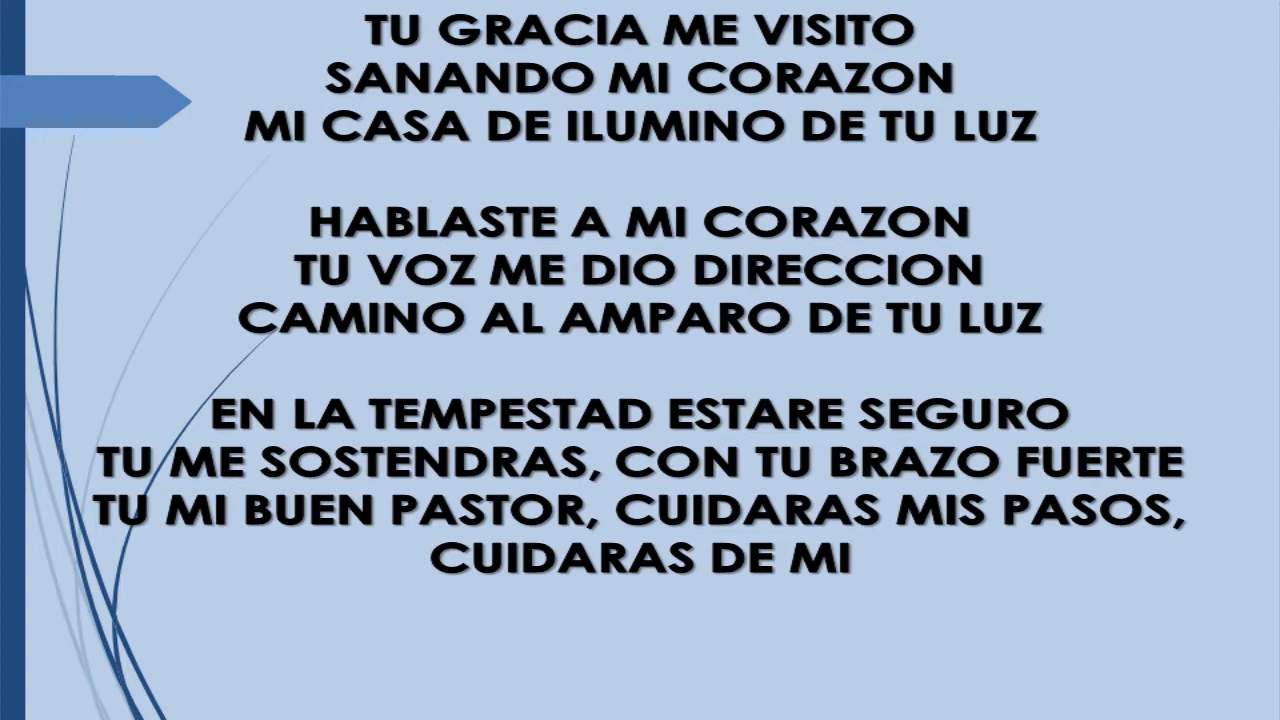 TU GRACIA ME VISITO
SANANDO MI CORAZON
MI CASA DE ILUMINO DE TU LUZ
HABLASTE A MI CORAZON
TU VOZ ME DIO DIRECCION
CAMINO AL AMPARO DE TU LUZ
EN LA TEMPESTAD ESTARE SEGURO
TU ME SOSTENDRAS, CON TU BRAZO FUERTE
TU MI BUEN PASTOR, CUIDARAS MIS PASOS,
CUIDARAS DE MI